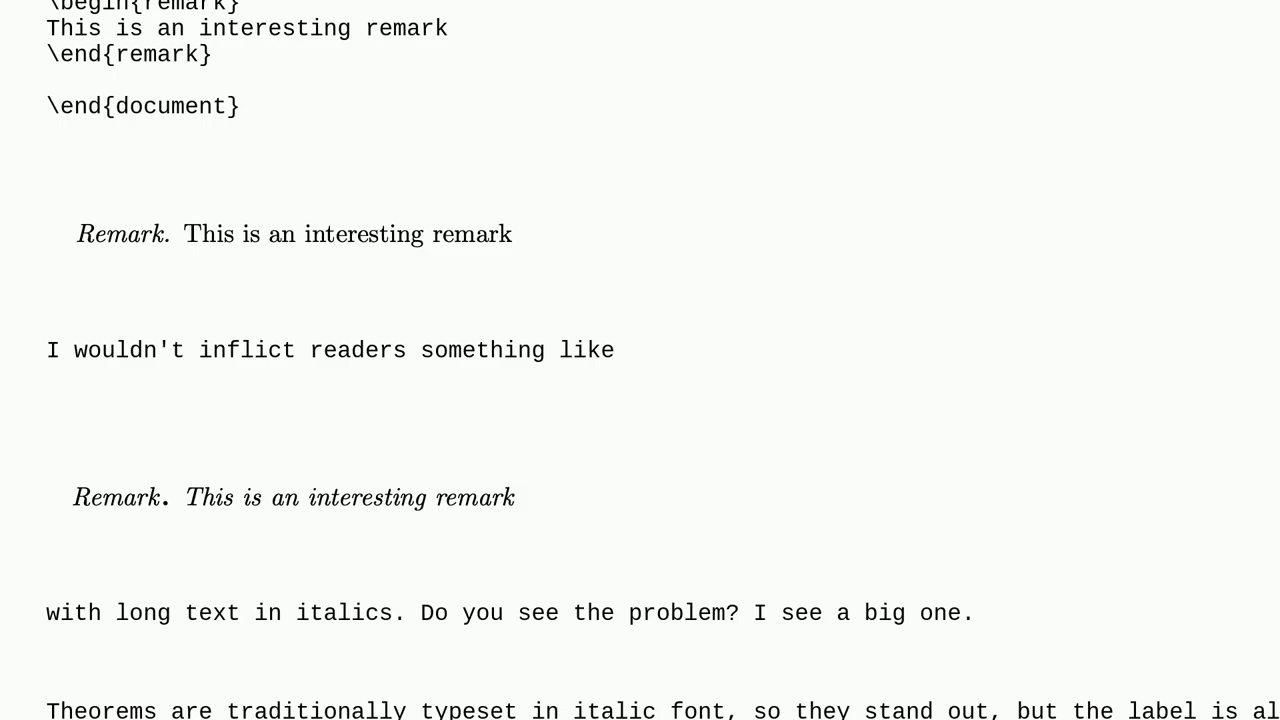 \begin{remark}
This is an interesting remark
\end{remark}
\end{document}
Remark. This is an interesting remark
I wouldn't inflict readers something like
Remark. This is an interesting remark
with long text in italics. Do you see the problem? I see a big one.
Theorems are traditionally typeset in italic font, so they stand out, but the label is al